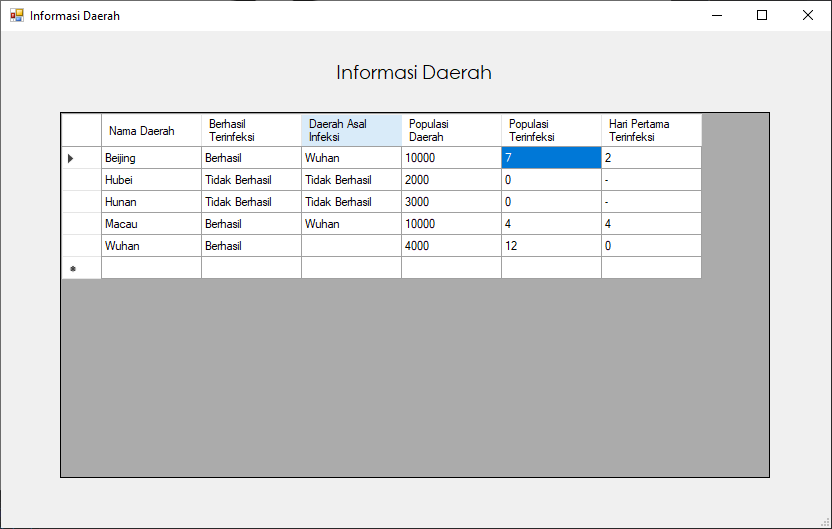 Informasi Daerah
Informasi Daerah
Nama Daerah Berhasil Terinfeksi Daerah Asal Infeksi Populasi Daerah Populasi Terinfeksi Hari Pertama Terinfeksi
Beijing Berhasil Wuhan 10000 7 2
Hubei Tidak Berhasil Tidak Berhasil 2000 0 -
Hunan Tidak Berhasil Tidak Berhasil 3000 0 -
Macau Berhasil Wuhan 10000 4 4
Wuhan Berhasil 4000 12 0